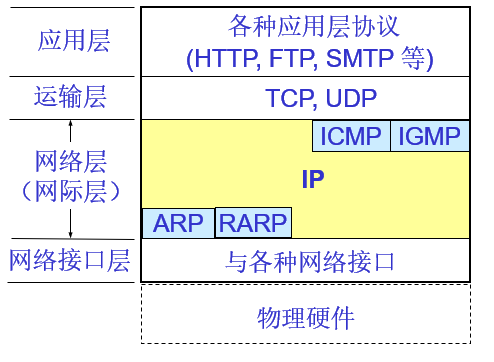 应用层
各种应用层协议
(HTTP, FTP, SMTP 等)
运输层
TCP, UDP
网络层
（网际层）
ICMP
IGMP
IP
ARP
RARP
网络接口层
与各种网络接口
物理硬件